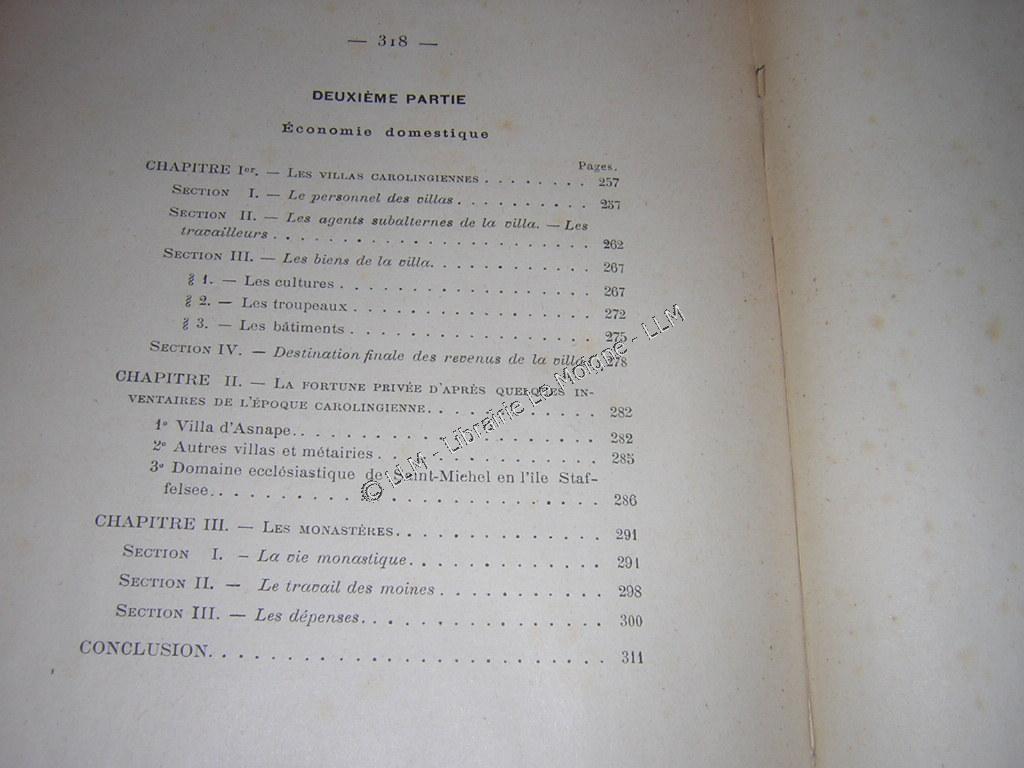 — 318 —
DEUXIÈME PARTIE
Économie domestique
Pages.
CHAPITRE Ier. — LES VILLAS CAROLINGIENNES . . . . . . . . 257
SECTION I. — Le personnel des villas . . . . . . . . . . 257
SECTION II. — Les agents subalternes de la villa. — Les
travailleurs . . . . . . . . . . . . . . . . . . . . . 262
SECTION III. — Les biens de la villa. . . . . . . . . . . . 267
§ 1. — Les cultures . . . . . . . . . . . . . . . . . 267
§ 2. — Les troupeaux . . . . . . . . . . . . . . . . 272
§ 3. — Les bâtiments . . . . . . . . . . . . . . . . 275
SECTION IV. — Destination finale des revenus de la villa . 278
CHAPITRE II. — LA FORTUNE PRIVÉE D'APRÈS QUELQUES IN-
VENTAIRES DE L'ÉPOQUE CAROLINGIENNE. . . . . . . . . . . 282
1° Villa d'Asnape. . . . . . . . . . . . . . . . . . . . 282
2° Autres villas et métairies . . . . . . . . . . . . . . 285
3° Domaine ecclésiastique de Saint-Michel en l'île Staf-
felsee. . . . . . . . . . . . . . . . . . . . . . . . 286
CHAPITRE III. — LES MONASTÈRES. . . . . . . . . . . . . 291
SECTION I. — La vie monastique. . . . . . . . . . . . . 291
SECTION II. — Le travail des moines . . . . . . . . . . . 298
SECTION III. — Les dépenses. . . . . . . . . . . . . . . 300
CONCLUSION. . . . . . . . . . . . . . . . . . . . . . . 311
© LLM - Librairie Le Moigne - LLM